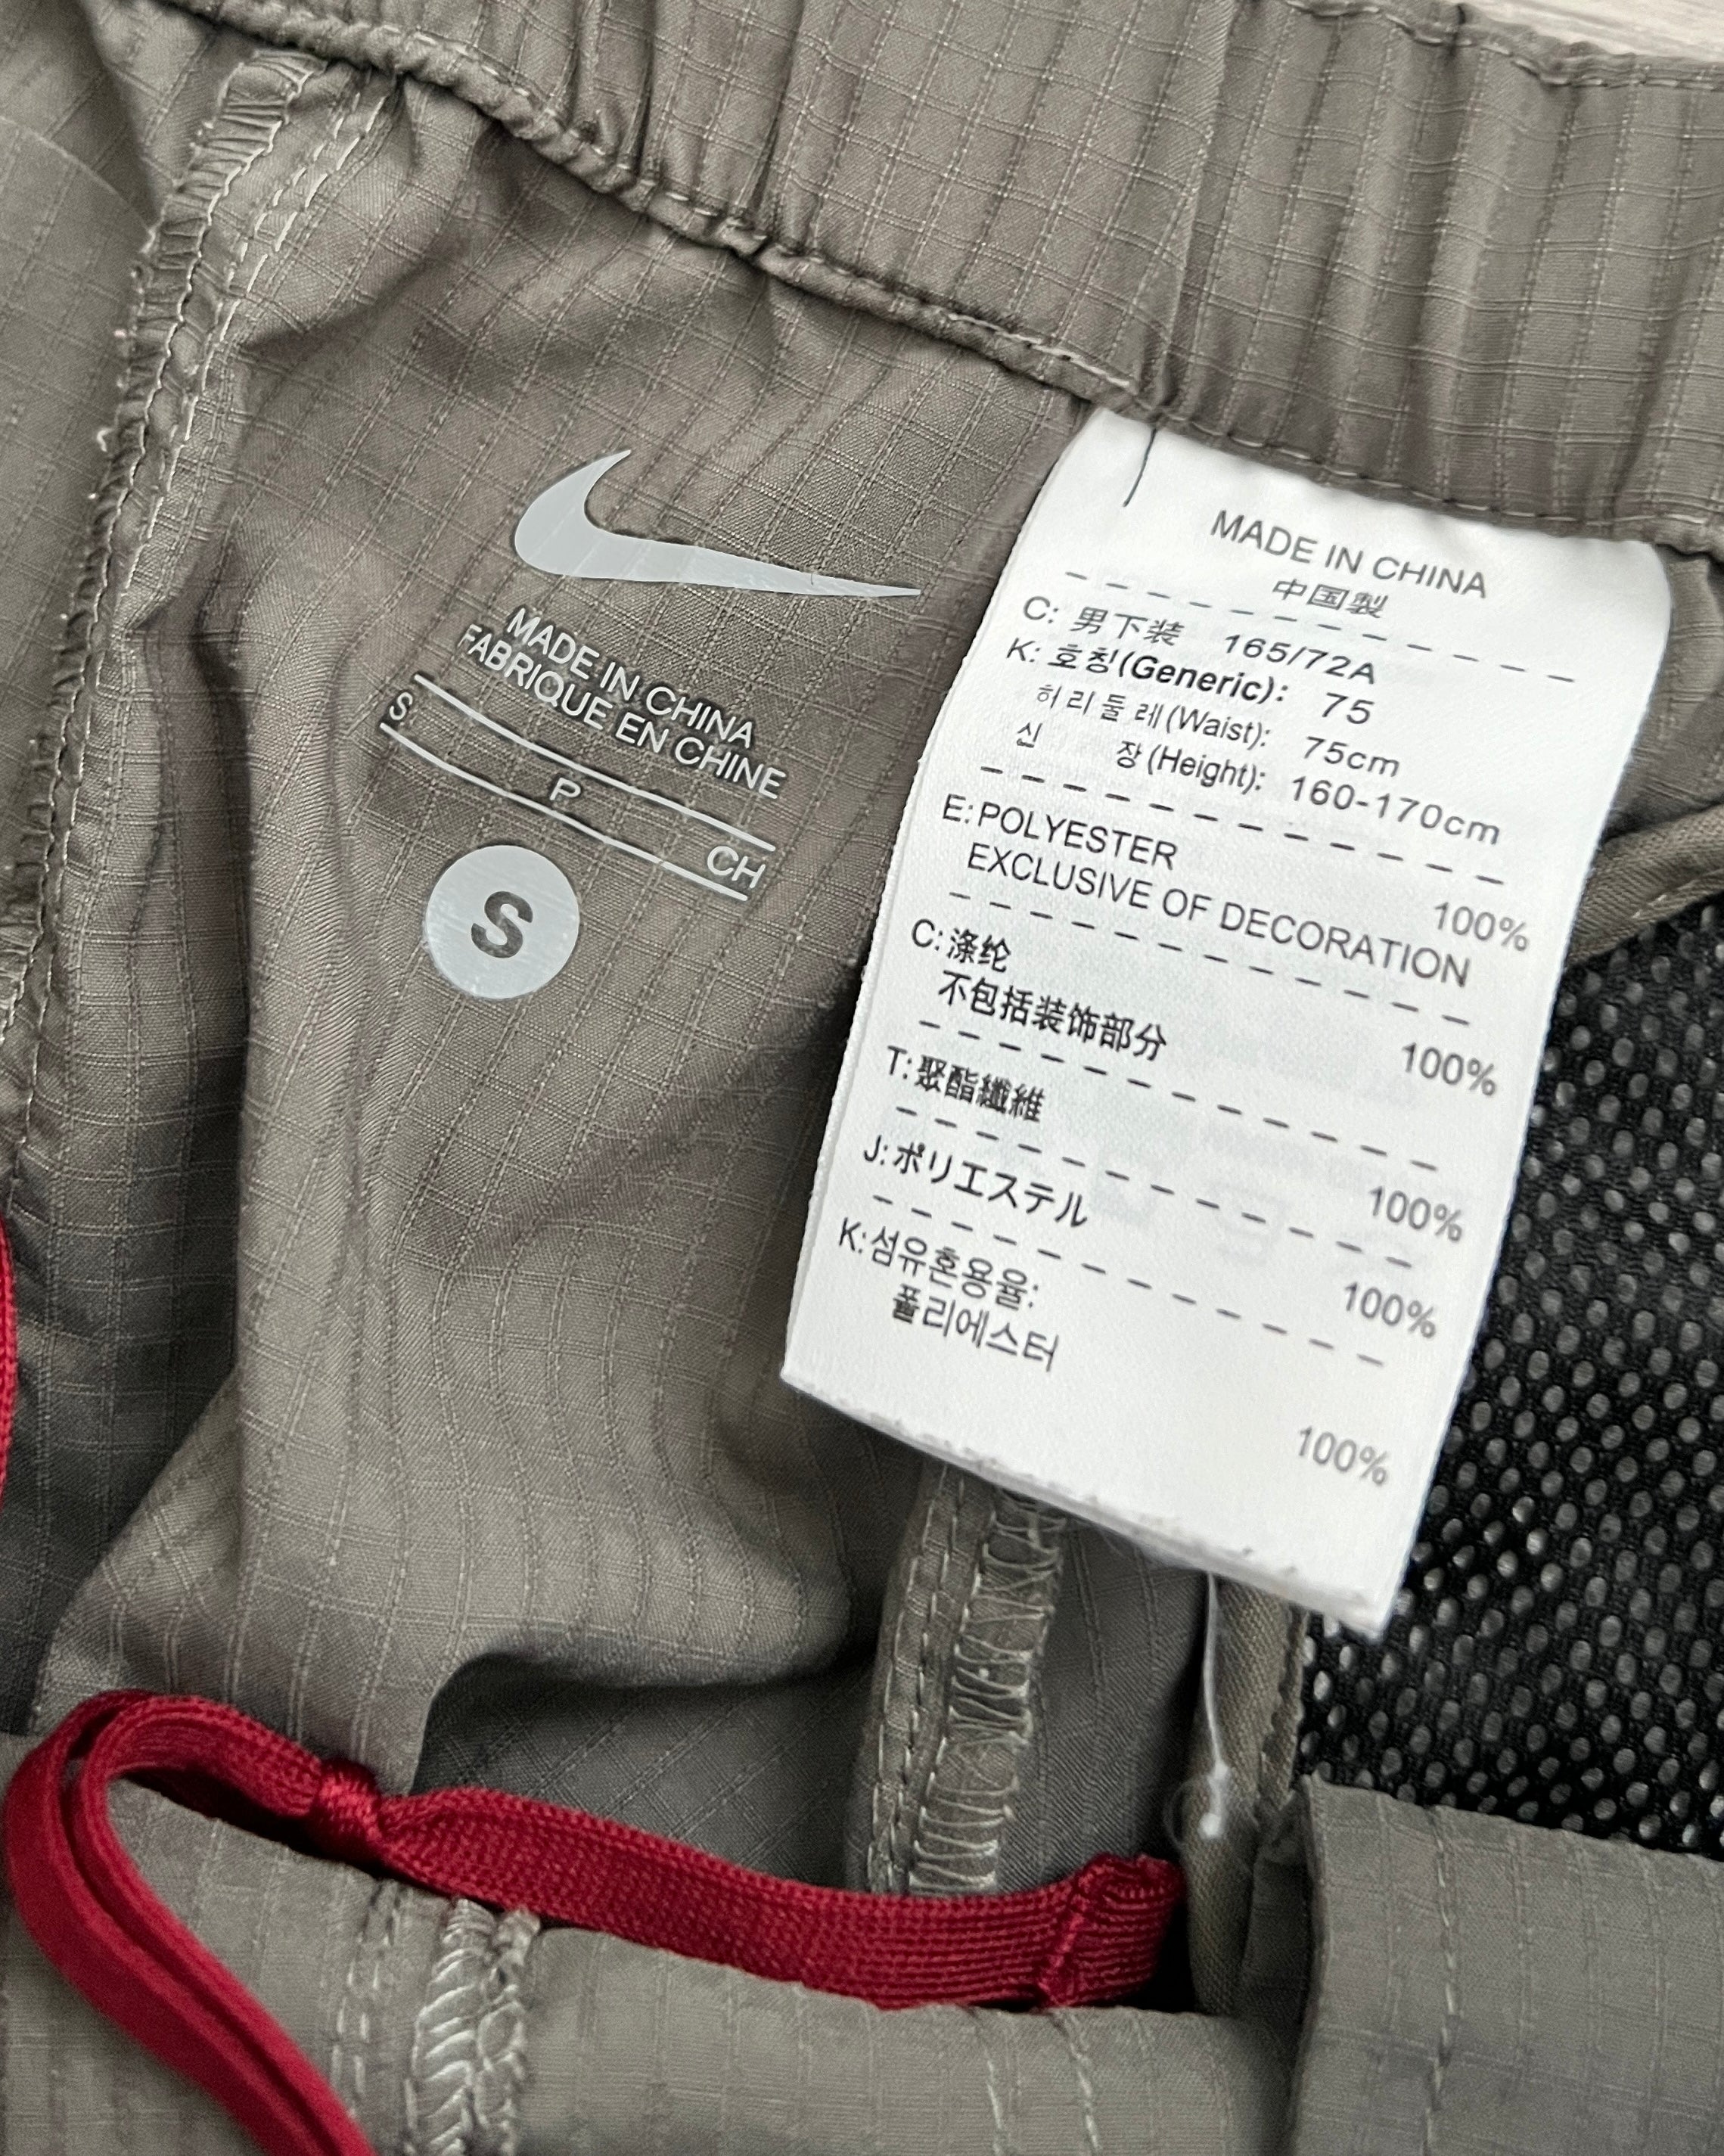 MADE IN CHINA
FABRIQUE EN CHINE
S P CH
S
MADE IN CHINA
中国製
C: 男下装 165/72A
K: 호칭(Generic): 75
허리둘레(Waist): 75cm
신 장(Height): 160-170cm
E: POLYESTER 100%
EXCLUSIVE OF DECORATION
C: 涤纶 100%
不包括装饰部分
T: 聚酯纖維 100%
J: ポリエステル 100%
K: 섬유혼용율:
폴리에스터 100%